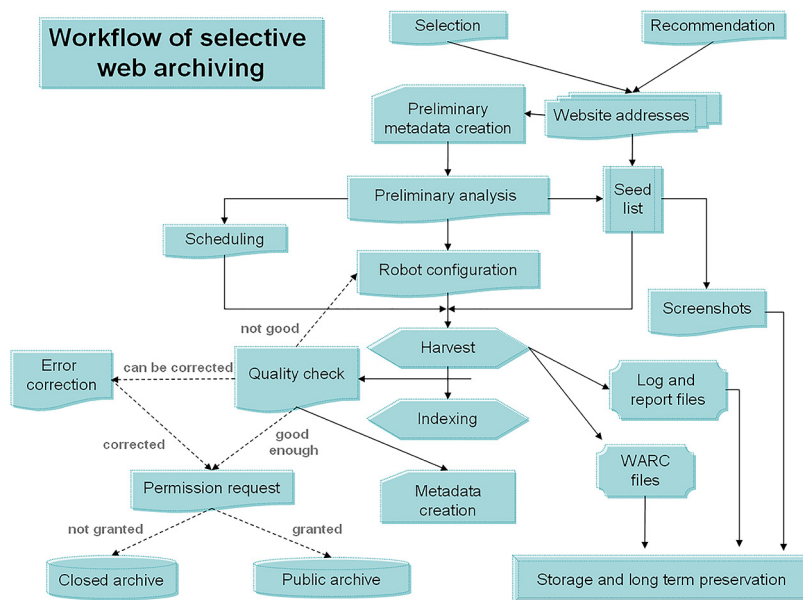 Workflow of selective
web archiving
Selection
Recommendation
Preliminary
metadata creation
Website addresses
Preliminary analysis
Seed
list
Scheduling
Robot configuration
Screenshots
not good
Harvest
Error
correction
can be corrected
Quality check
Log and
report files
Indexing
corrected
good
enough
WARC
files
Permission request
Metadata
creation
not granted
granted
Closed archive
Public archive
Storage and long term preservation